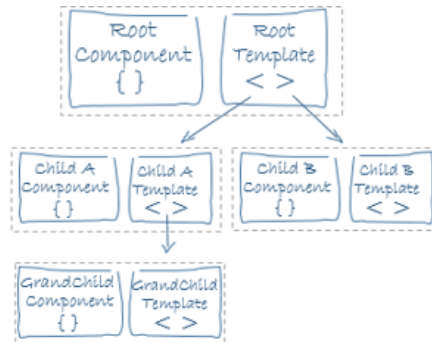 Root
Component
{ }
Root
Template
< >
Child A
Component
{ }
Child A
Template
< >
Child B
Component
{ }
Child B
Template
< >
GrandChild
Component
{ }
GrandChild
Template
< >